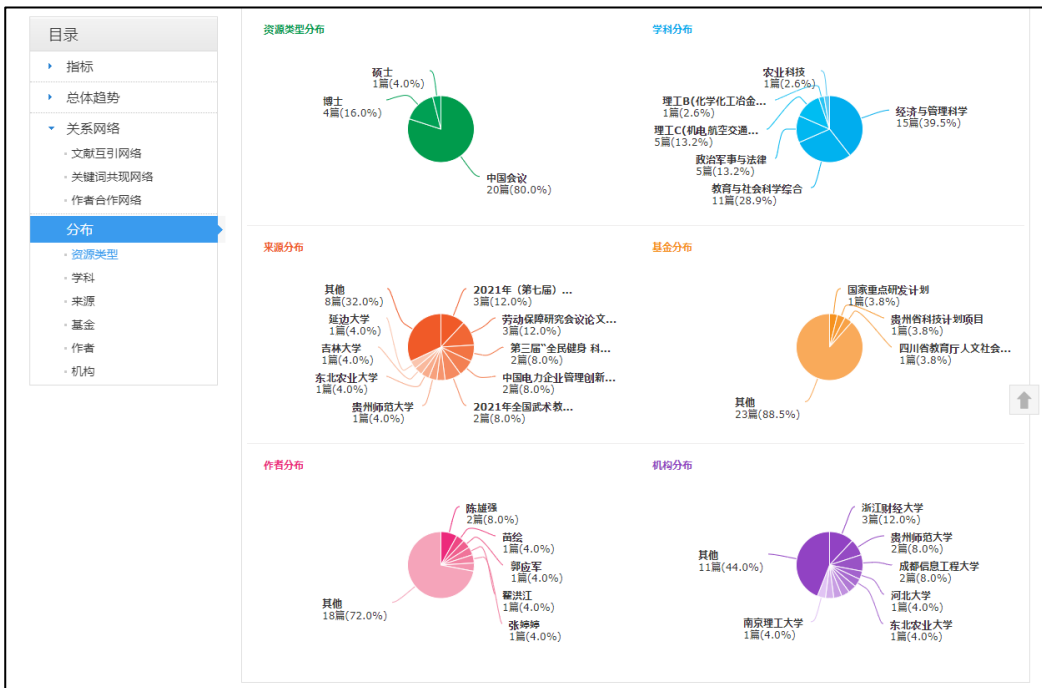 目录
指标
总体趋势
关系网络
文献互引网络
关键词共现网络
作者合作网络
分布
资源类型
学科
来源
基金
作者
机构
资源类型分布
硕士
1篇(4.0%)
博士
4篇(16.0%)
中国会议
20篇(80.0%)
学科分布
农业科技
1篇(2.6%)
理工B(化学化工冶金...
1篇(2.6%)
理工C(机电航空交通...
5篇(13.2%)
政治军事与法律
5篇(13.2%)
教育与社会科学综合
11篇(28.9%)
经济与管理科学
15篇(39.5%)
来源分布
其他
8篇(32.0%)
延边大学
1篇(4.0%)
吉林大学
1篇(4.0%)
东北农业大学
1篇(4.0%)
贵州师范大学
1篇(4.0%)
2021年（第七届）...
3篇(12.0%)
劳动保障研究会议论文...
3篇(12.0%)
第三届"全民健身 科...
2篇(8.0%)
中国电力企业管理创新...
2篇(8.0%)
2021年全国武术教...
2篇(8.0%)
基金分布
国家重点研发计划
1篇(3.8%)
贵州省科技计划项目
1篇(3.8%)
四川省教育厅人文社会...
1篇(3.8%)
其他
23篇(88.5%)
作者分布
陈雄强
2篇(8.0%)
苗绘
1篇(4.0%)
郭应军
1篇(4.0%)
翟洪江
1篇(4.0%)
张婷婷
1篇(4.0%)
其他
18篇(72.0%)
机构分布
浙江财经大学
3篇(12.0%)
贵州师范大学
2篇(8.0%)
成都信息工程大学
2篇(8.0%)
河北大学
1篇(4.0%)
东北农业大学
1篇(4.0%)
南京理工大学
1篇(4.0%)
其他
11篇(44.0%)